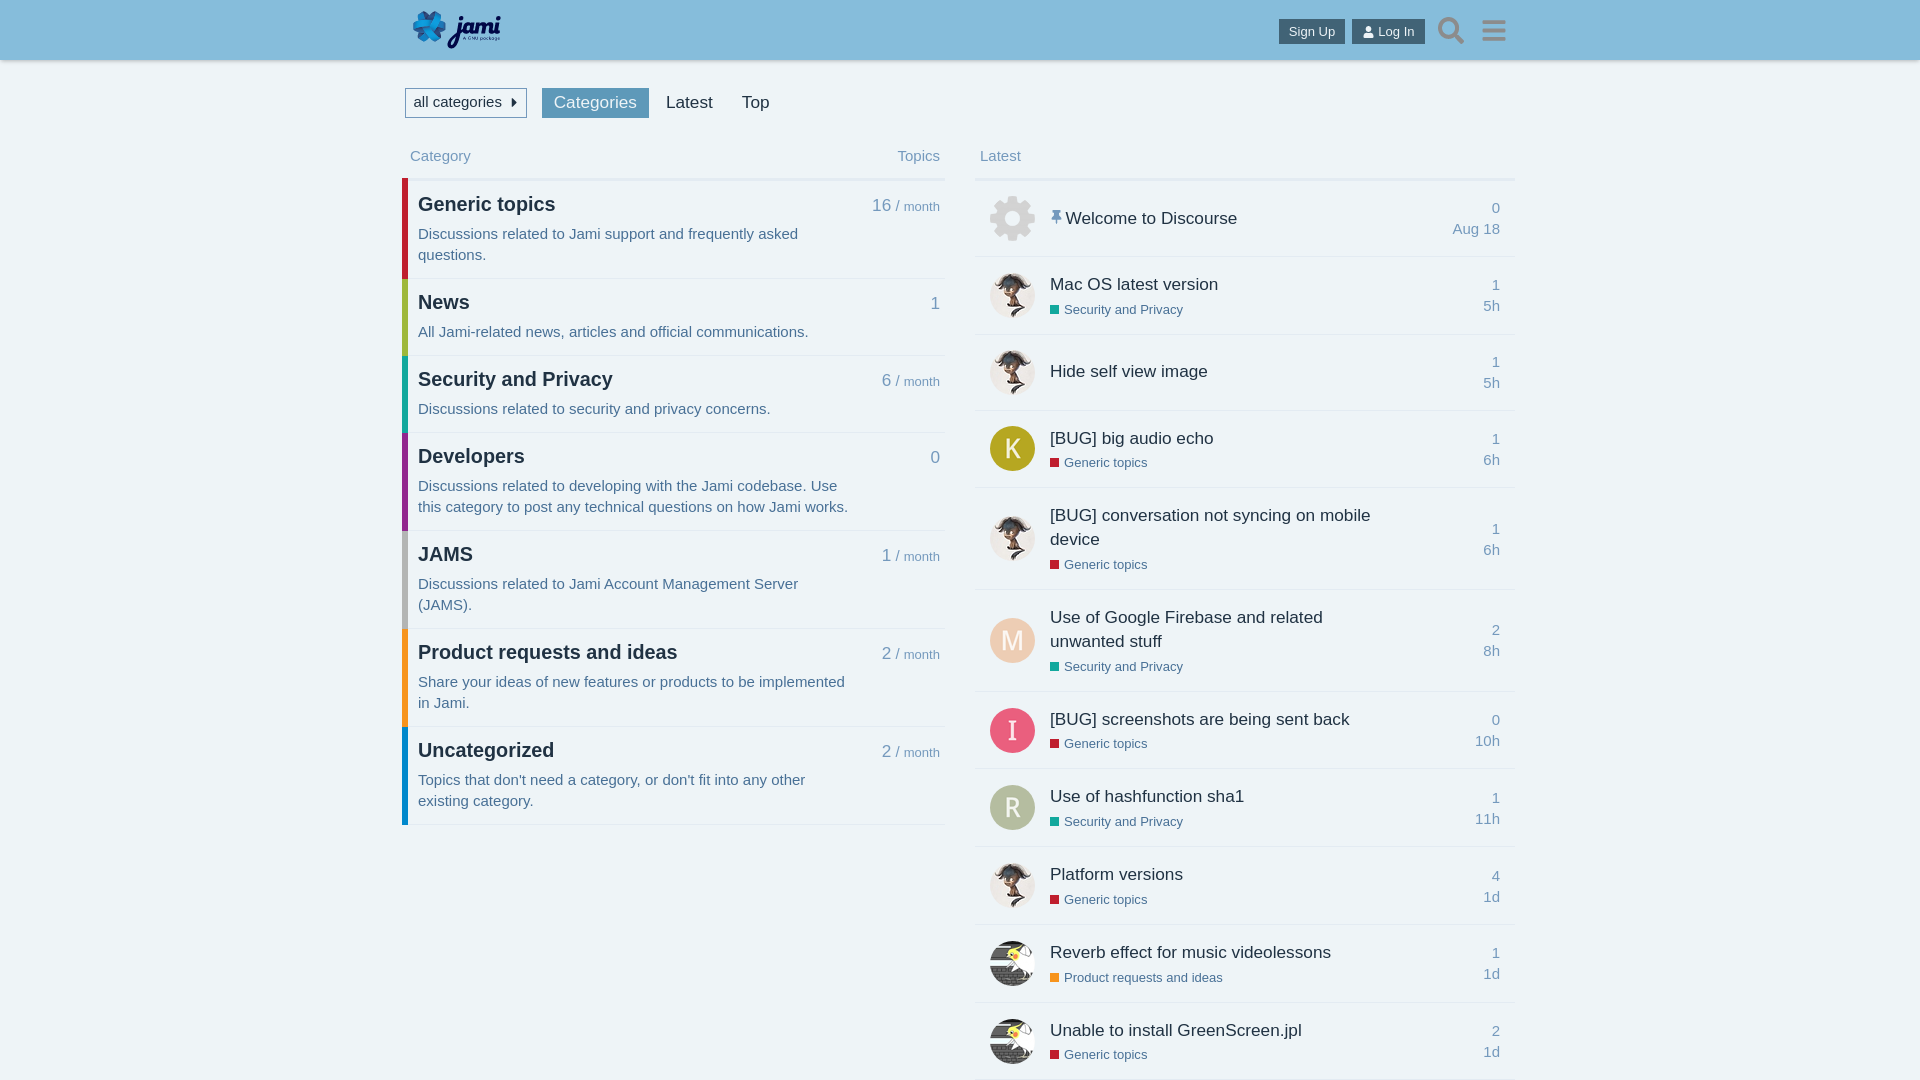 jami
A GNU package
Sign Up
Log In
all categories
Categories
Latest
Top
Category
Topics
Generic topics
16 / month
Discussions related to Jami support and frequently asked
questions.
News
1
All Jami-related news, articles and official communications.
Security and Privacy
6 / month
Discussions related to security and privacy concerns.
Developers
0
Discussions related to developing with the Jami codebase. Use
this category to post any technical questions on how Jami works.
JAMS
1 / month
Discussions related to Jami Account Management Server
(JAMS).
Product requests and ideas
2 / month
Share your ideas of new features or products to be implemented
in Jami.
Uncategorized
2 / month
Topics that don't need a category, or don't fit into any other
existing category.
Latest
Welcome to Discourse
0
Aug 18
Mac OS latest version
Security and Privacy
1
5h
Hide self view image
1
5h
K
[BUG] big audio echo
Generic topics
1
6h
[BUG] conversation not syncing on mobile
device
Generic topics
1
6h
M
Use of Google Firebase and related
unwanted stuff
Security and Privacy
2
8h
I
[BUG] screenshots are being sent back
Generic topics
0
10h
R
Use of hashfunction sha1
Security and Privacy
1
11h
Platform versions
Generic topics
4
1d
Reverb effect for music videolessons
Product requests and ideas
1
1d
Unable to install GreenScreen.jpl
Generic topics
2
1d